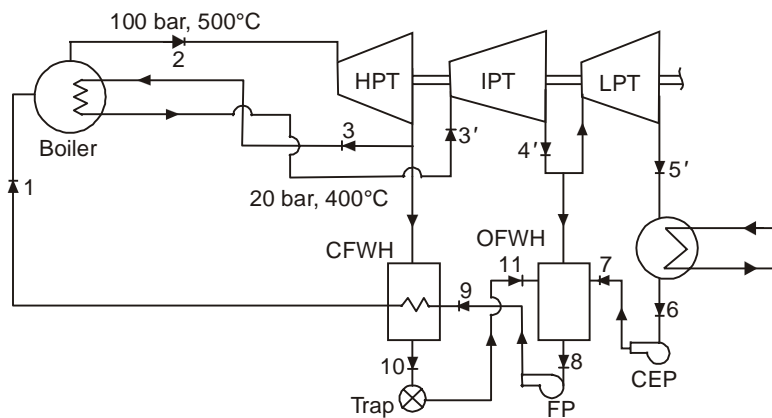 100 bar, 500°C
2
HPT
IPT
LPT
Boiler
3
3′
4′
5′
1
20 bar, 400°C
CFWH
OFWH
11
7
9
6
10
8
Trap
FP
CEP